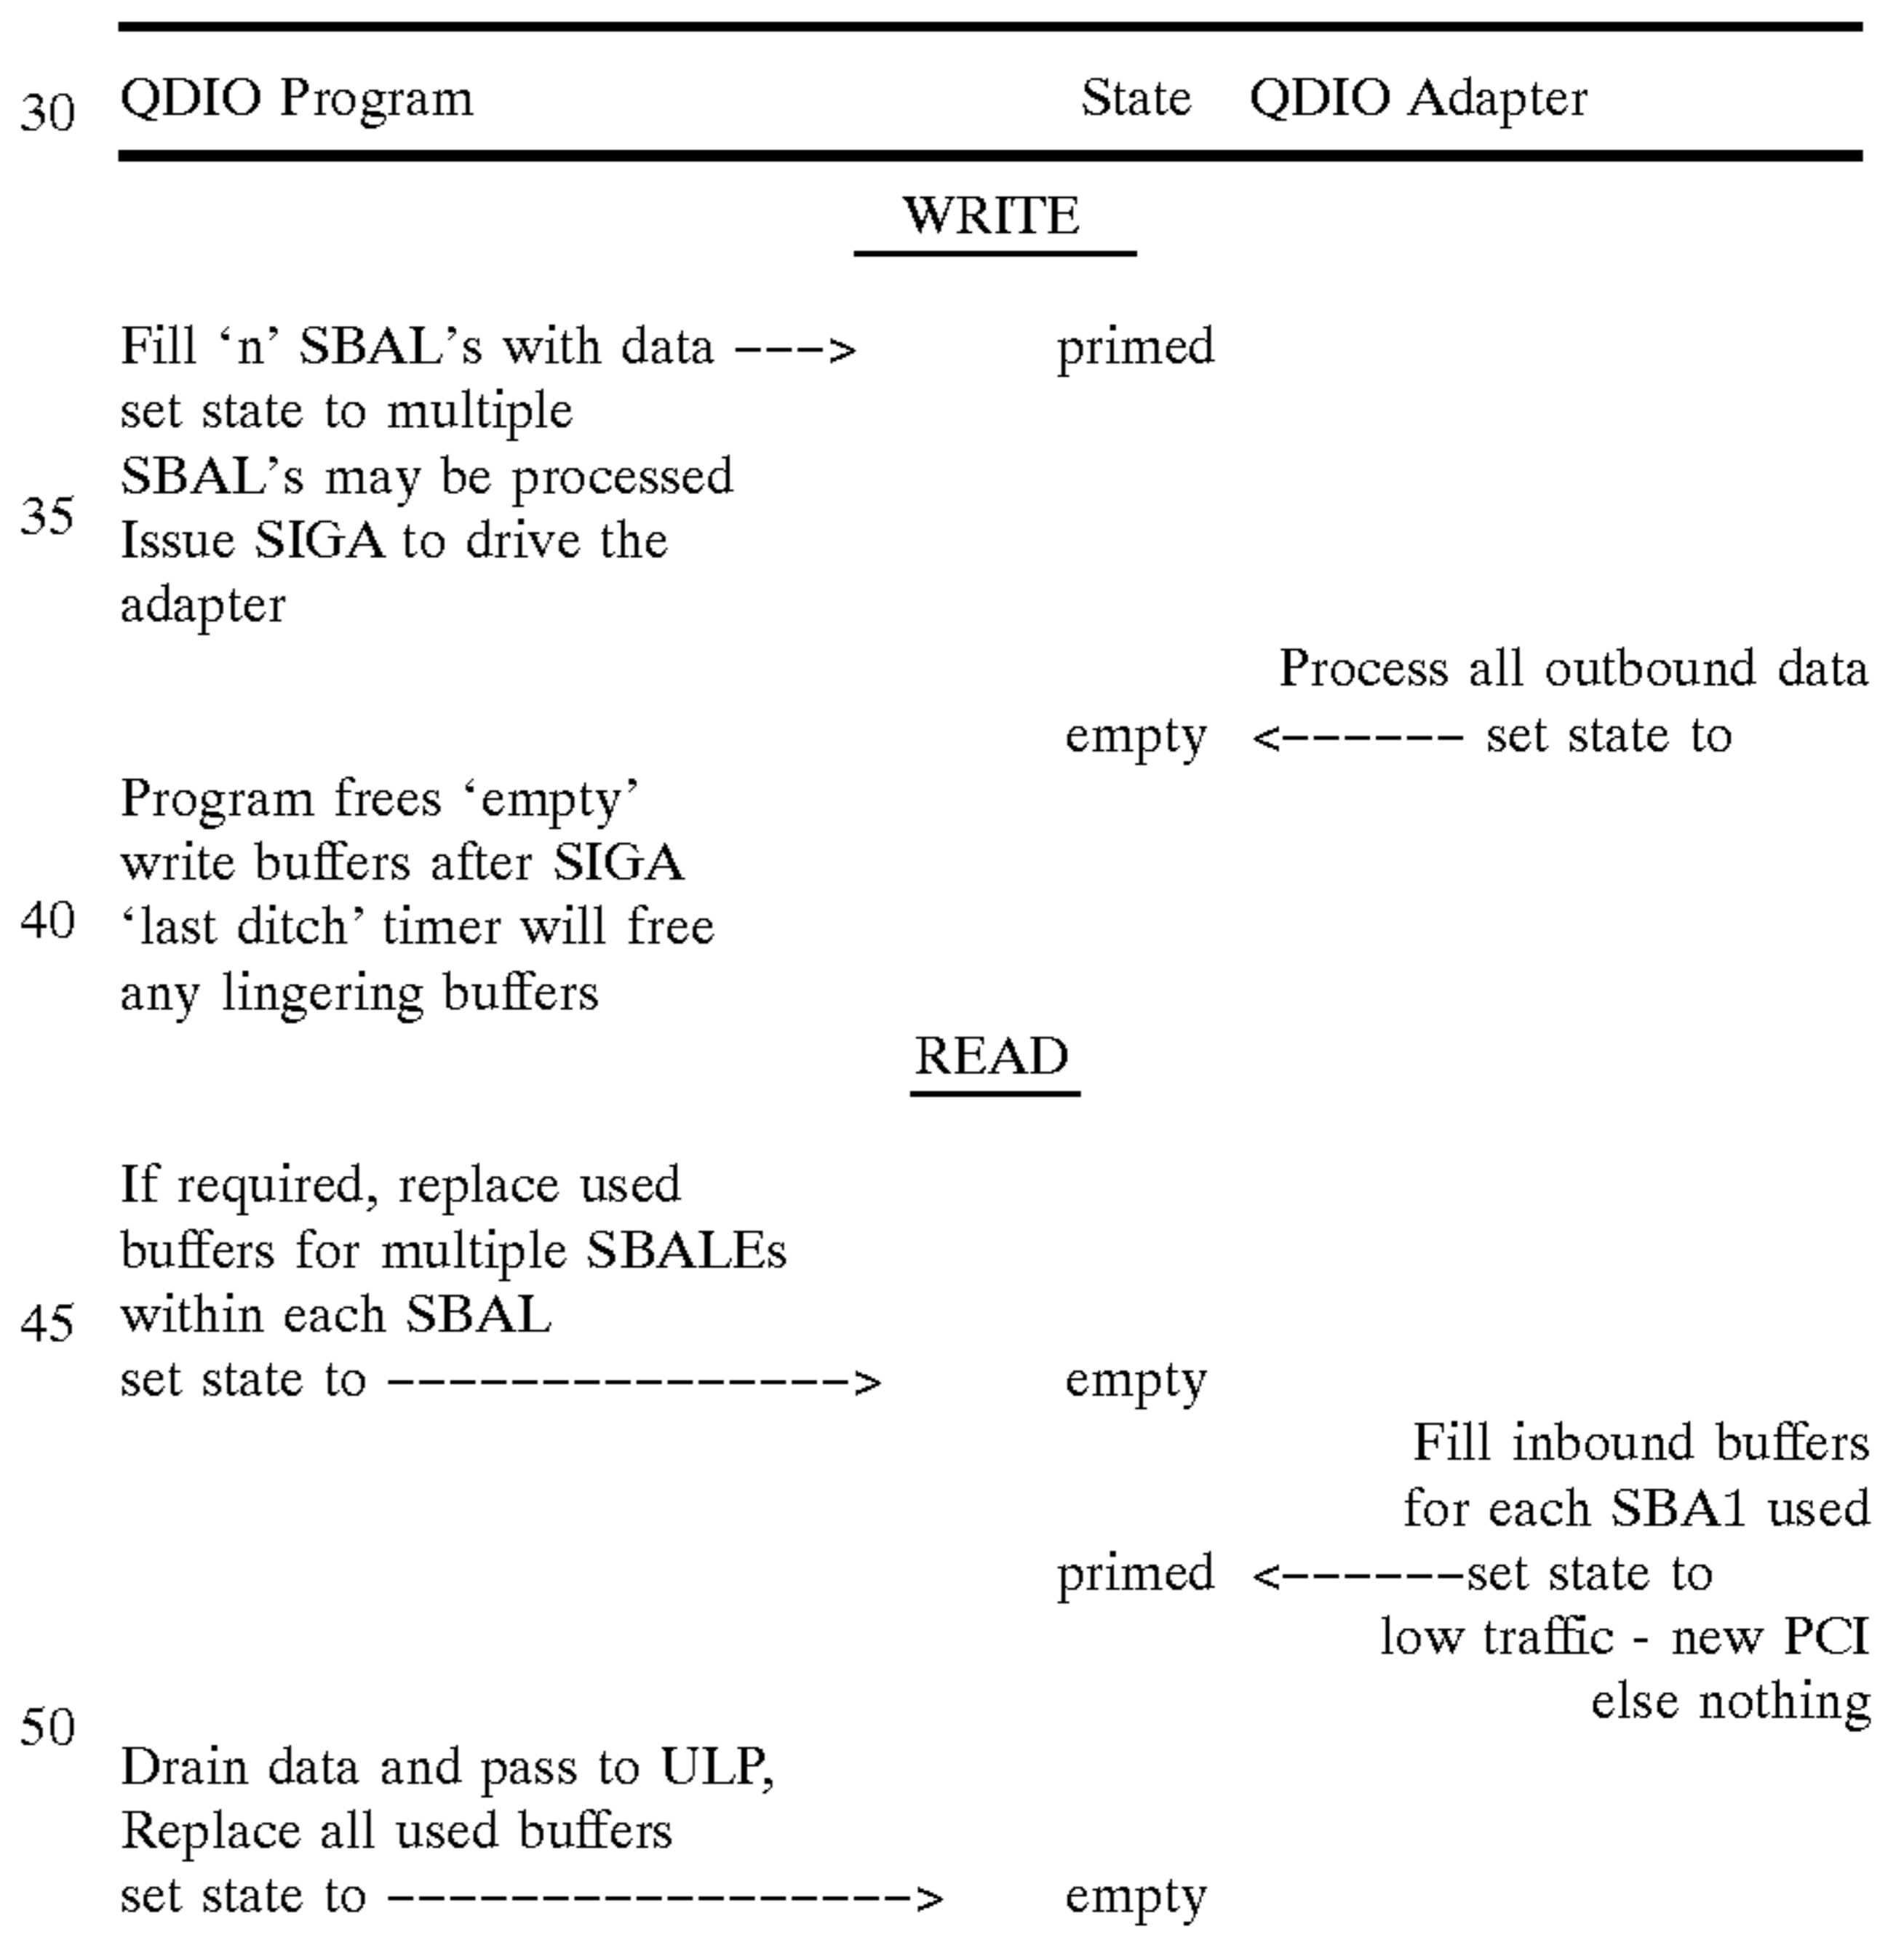 30 QDIO Program State QDIO Adapter
WRITE
Fill ‘n’ SBAL’s with data ---> primed
set state to multiple
SBAL’s may be processed
35
Issue SIGA to drive the
adapter
Process all outbound data
empty <------ set state to
Program frees ‘empty’
write buffers after SIGA
40 ‘last ditch’ timer will free
any lingering buffers
READ
If required, replace used
buffers for multiple SBALEs
45 within each SBAL
set state to ---------------> empty
Fill inbound buffers
for each SBA1 used
primed <------set state to
low traffic - new PCI
else nothing
50
Drain data and pass to ULP,
Replace all used buffers
set state to -----------------> empty